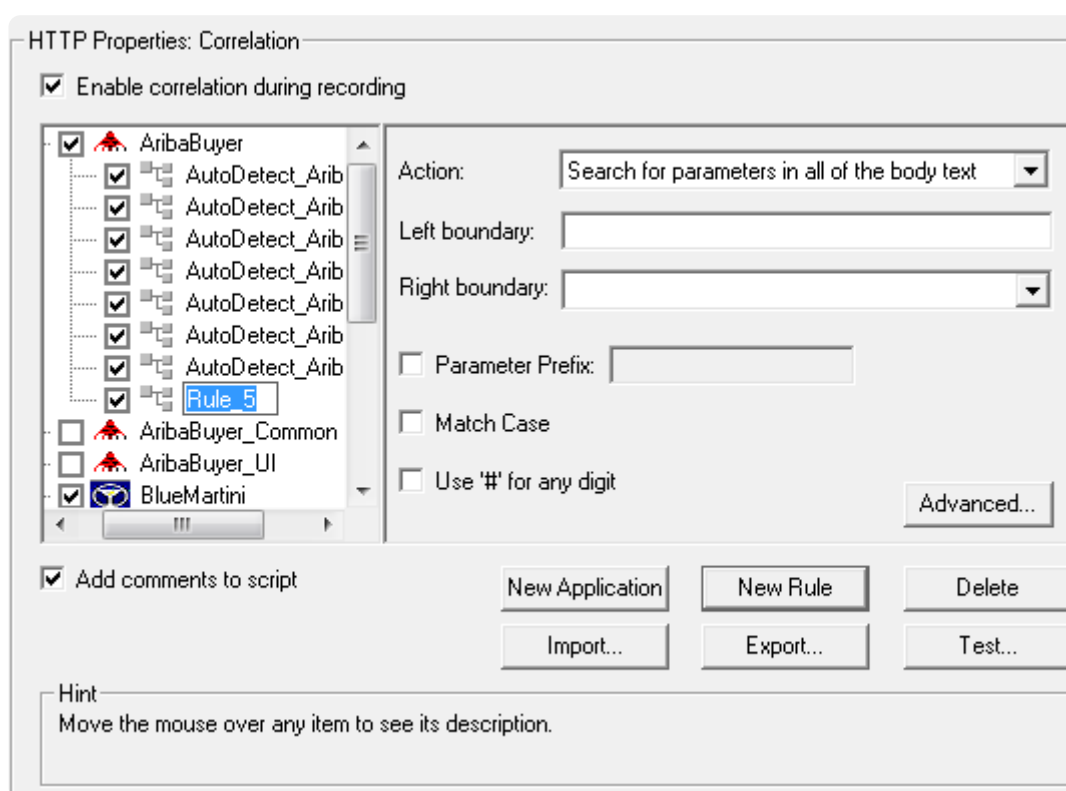 HTTP Properties: Correlation
Enable correlation during recording
AribaBuyer
AutoDetect_Arib
AutoDetect_Arib
AutoDetect_Arib
AutoDetect_Arib
AutoDetect_Arib
AutoDetect_Arib
AutoDetect_Arib
Rule_5
AribaBuyer_Common
AribaBuyer_UI
BlueMartini
Action: Search for parameters in all of the body text
Left boundary:
Right boundary:
Parameter Prefix:
Match Case
Use '#' for any digit
Advanced...
Add comments to script
New Application New Rule Delete
Import... Export... Test...
Hint
Move the mouse over any item to see its description.